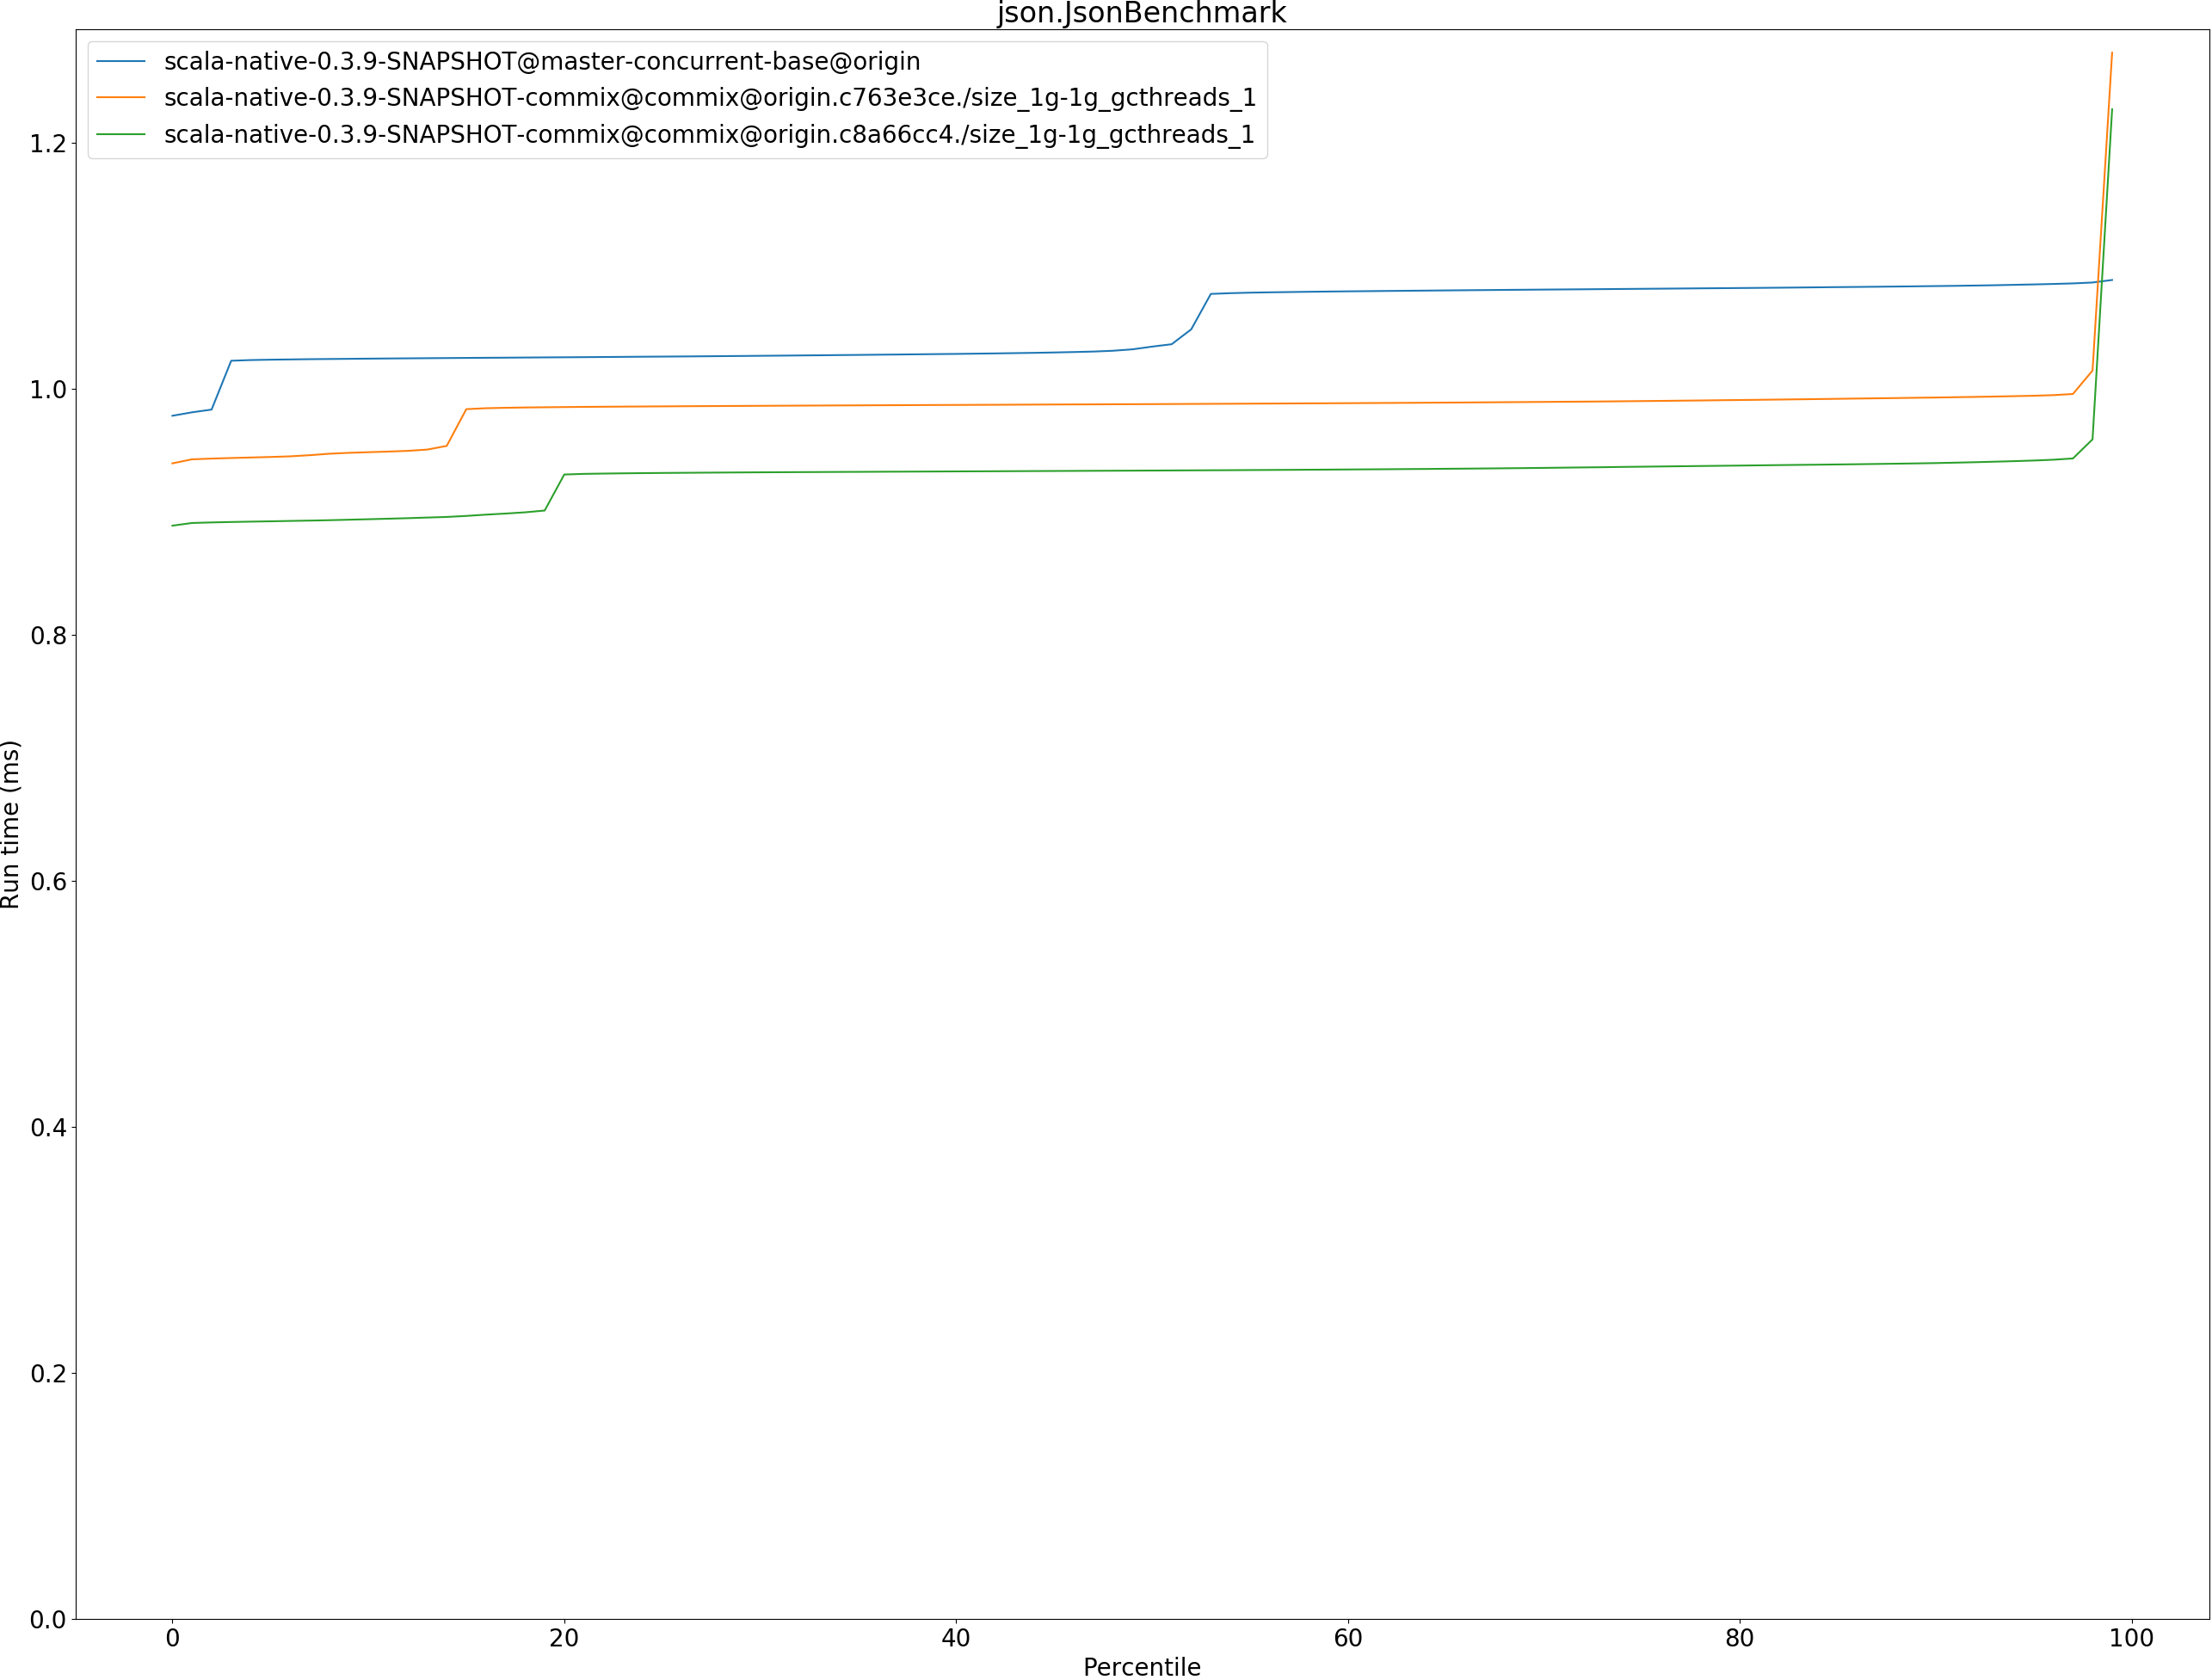 json.JsonBenchmark
scala-native-0.3.9-SNAPSHOT@master-concurrent-base@origin
scala-native-0.3.9-SNAPSHOT-commix@commix@origin.c763e3ce./size_1g-1g_gcthreads_1
scala-native-0.3.9-SNAPSHOT-commix@commix@origin.c8a66cc4./size_1g-1g_gcthreads_1
1.2
1.0
0.8
0.6
0.4
0.2
0.0
Run time (ms)
0 20 40 60 80 100
Percentile